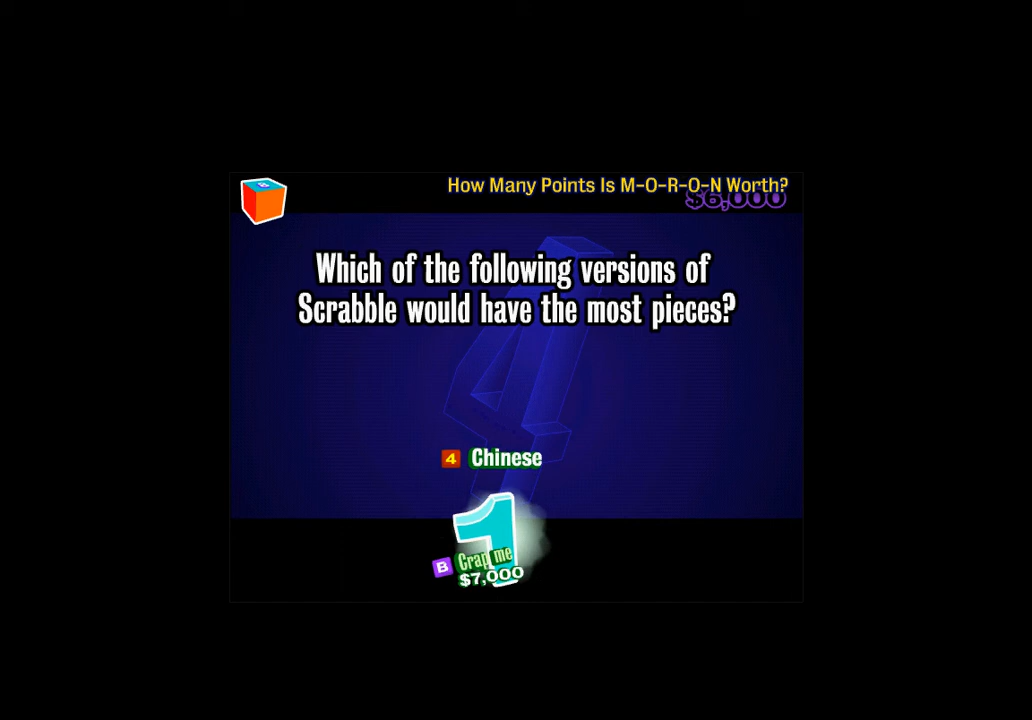 How Many Points Is M-O-R-O-N Worth?
$6,000
Which of the following versions of
Scrabble would have the most pieces?
4 Chinese
1
B Crap me
$7,000